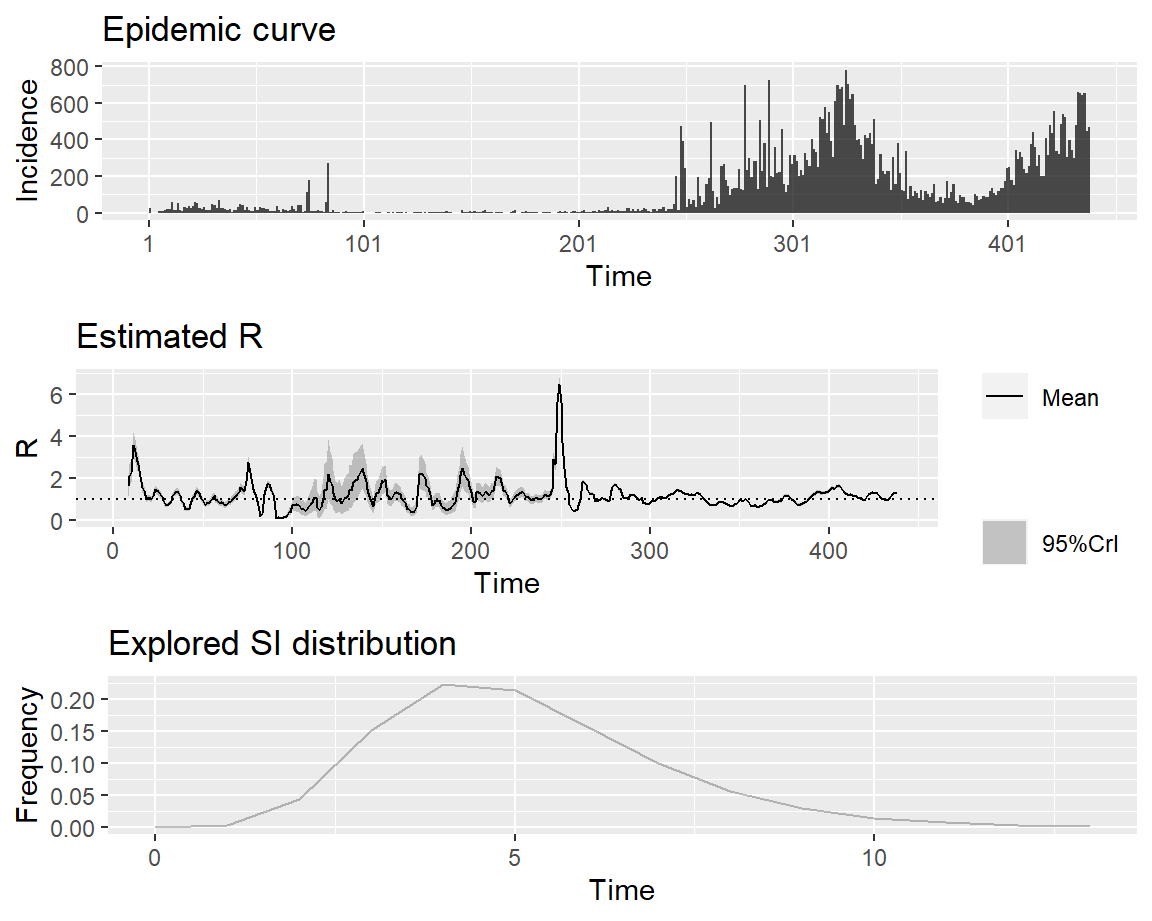 Epidemic curve
800
600
400
200
0
Incidence
1 101 201 301 401
Time
Estimated R
6
4
2
0
R
0 100 200 300 400
Time
Mean
95%CrI
Explored SI distribution
0.20
0.15
0.10
0.05
0.00
Frequency
0 5 10
Time